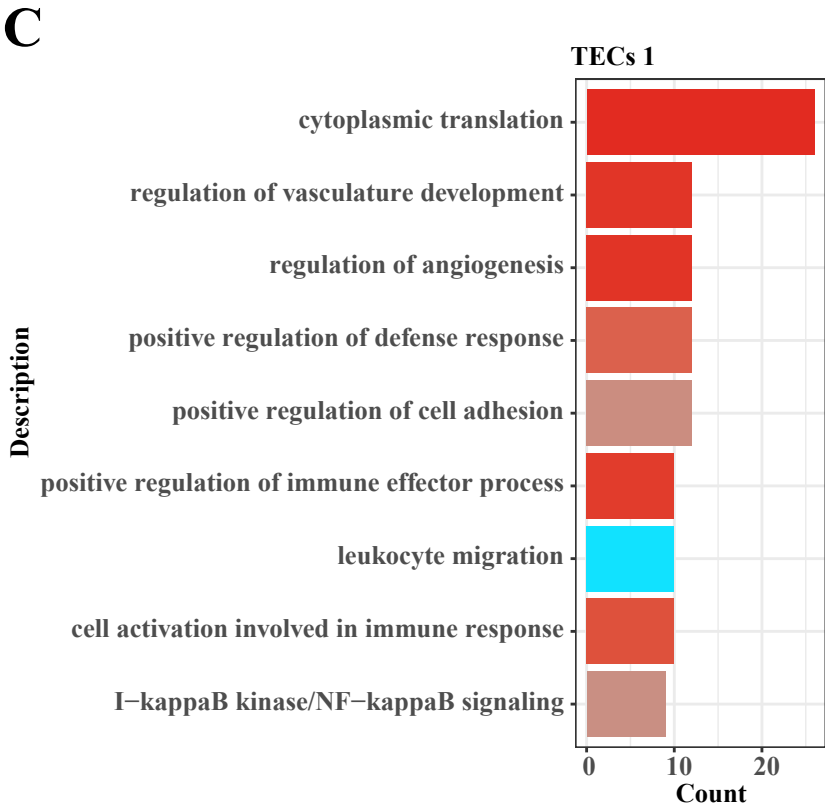 C
TECs 1
cytoplasmic translation
regulation of vasculature development
regulation of angiogenesis
positive regulation of defense response
positive regulation of cell adhesion
positive regulation of immune effector process
leukocyte migration
cell activation involved in immune response
I−kappaB kinase/NF−kappaB signaling
Description
0 10 20
Count